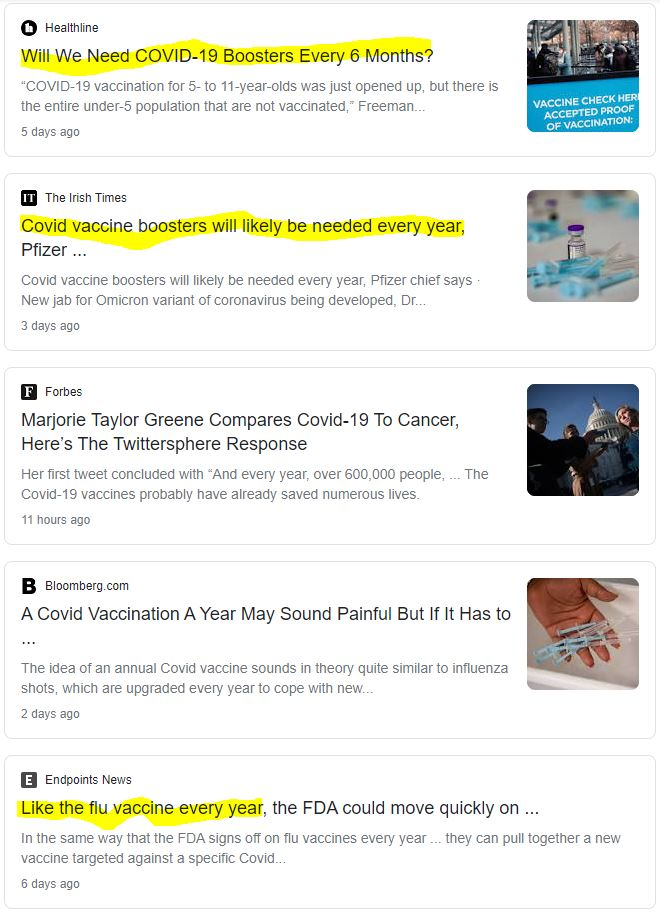 Healthline
Will We Need COVID-19 Boosters Every 6 Months?
“COVID-19 vaccination for 5- to 11-year-olds was just opened up, but there is
the entire under-5 population that are not vaccinated,” Freeman...
5 days ago
VACCINE CHECK HER
ACCEPTED PROOF
OF VACCINATION:
IT The Irish Times
Covid vaccine boosters will likely be needed every year,
Pfizer ...
Covid vaccine boosters will likely be needed every year, Pfizer chief says ·
New jab for Omicron variant of coronavirus being developed, Dr...
3 days ago
F Forbes
Marjorie Taylor Greene Compares Covid-19 To Cancer,
Here’s The Twittersphere Response
Her first tweet concluded with “And every year, over 600,000 people, ... The
Covid-19 vaccines probably have already saved numerous lives.
11 hours ago
B Bloomberg.com
A Covid Vaccination A Year May Sound Painful But If It Has to
...
The idea of an annual Covid vaccine sounds in theory quite similar to influenza
shots, which are upgraded every year to cope with new...
2 days ago
E Endpoints News
Like the flu vaccine every year, the FDA could move quickly on ...
In the same way that the FDA signs off on flu vaccines every year ... they can pull together a new
vaccine targeted against a specific Covid...
6 days ago